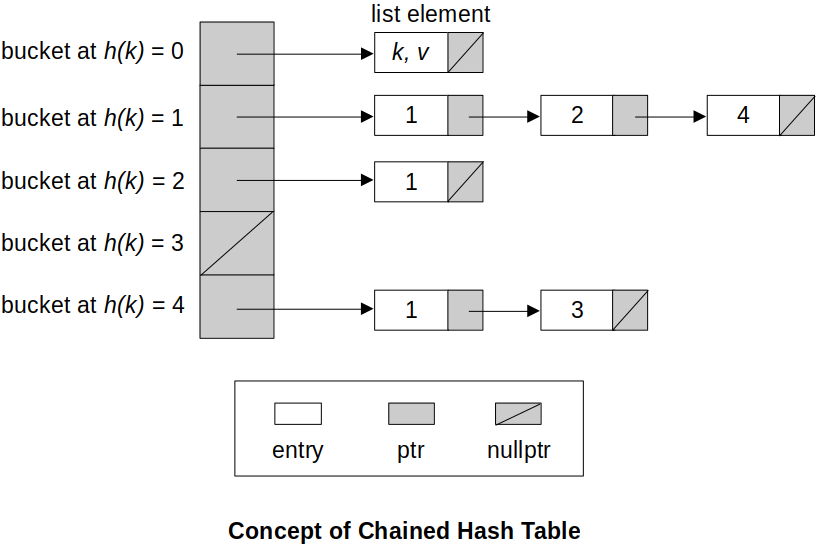 list element
bucket at h(k) = 0
k, v
bucket at h(k) = 1
1
2
4
bucket at h(k) = 2
1
bucket at h(k) = 3
bucket at h(k) = 4
1
3
entry
ptr
nullptr
Concept of Chained Hash Table